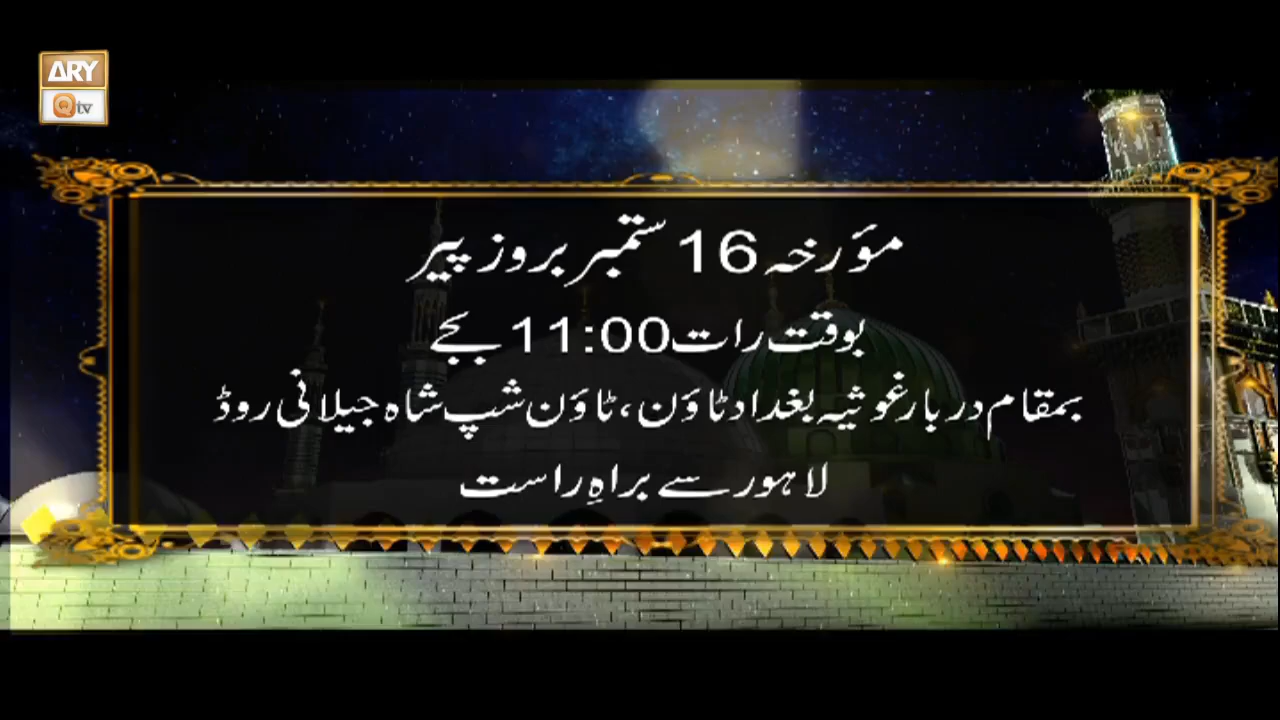 ARY
Qtv
مؤرخہ 16 ستمبر بروز پیر
بوقت رات 11:00 بجے
بمقام دربار غوثیہ بغداد ٹاؤن، ٹاؤن شپ شاہ جیلانی روڈ
لاہور سے براہِ راست